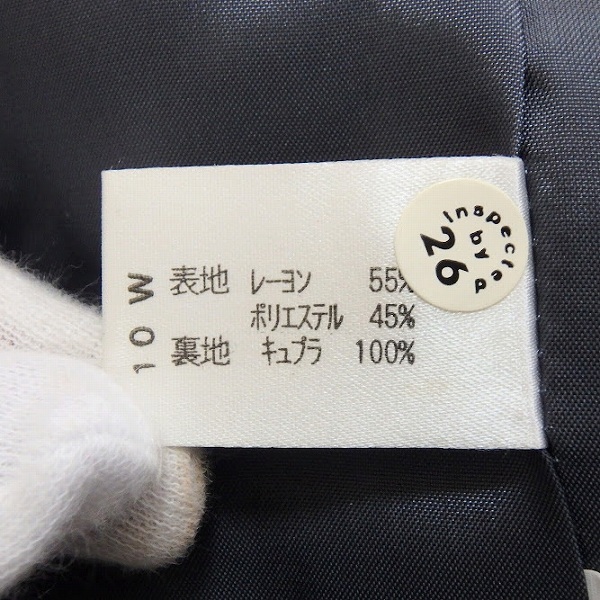 10W
表地 レーヨン 55%
ポリエステル 45%
裏地 キュプラ 100%
inspected
by
26